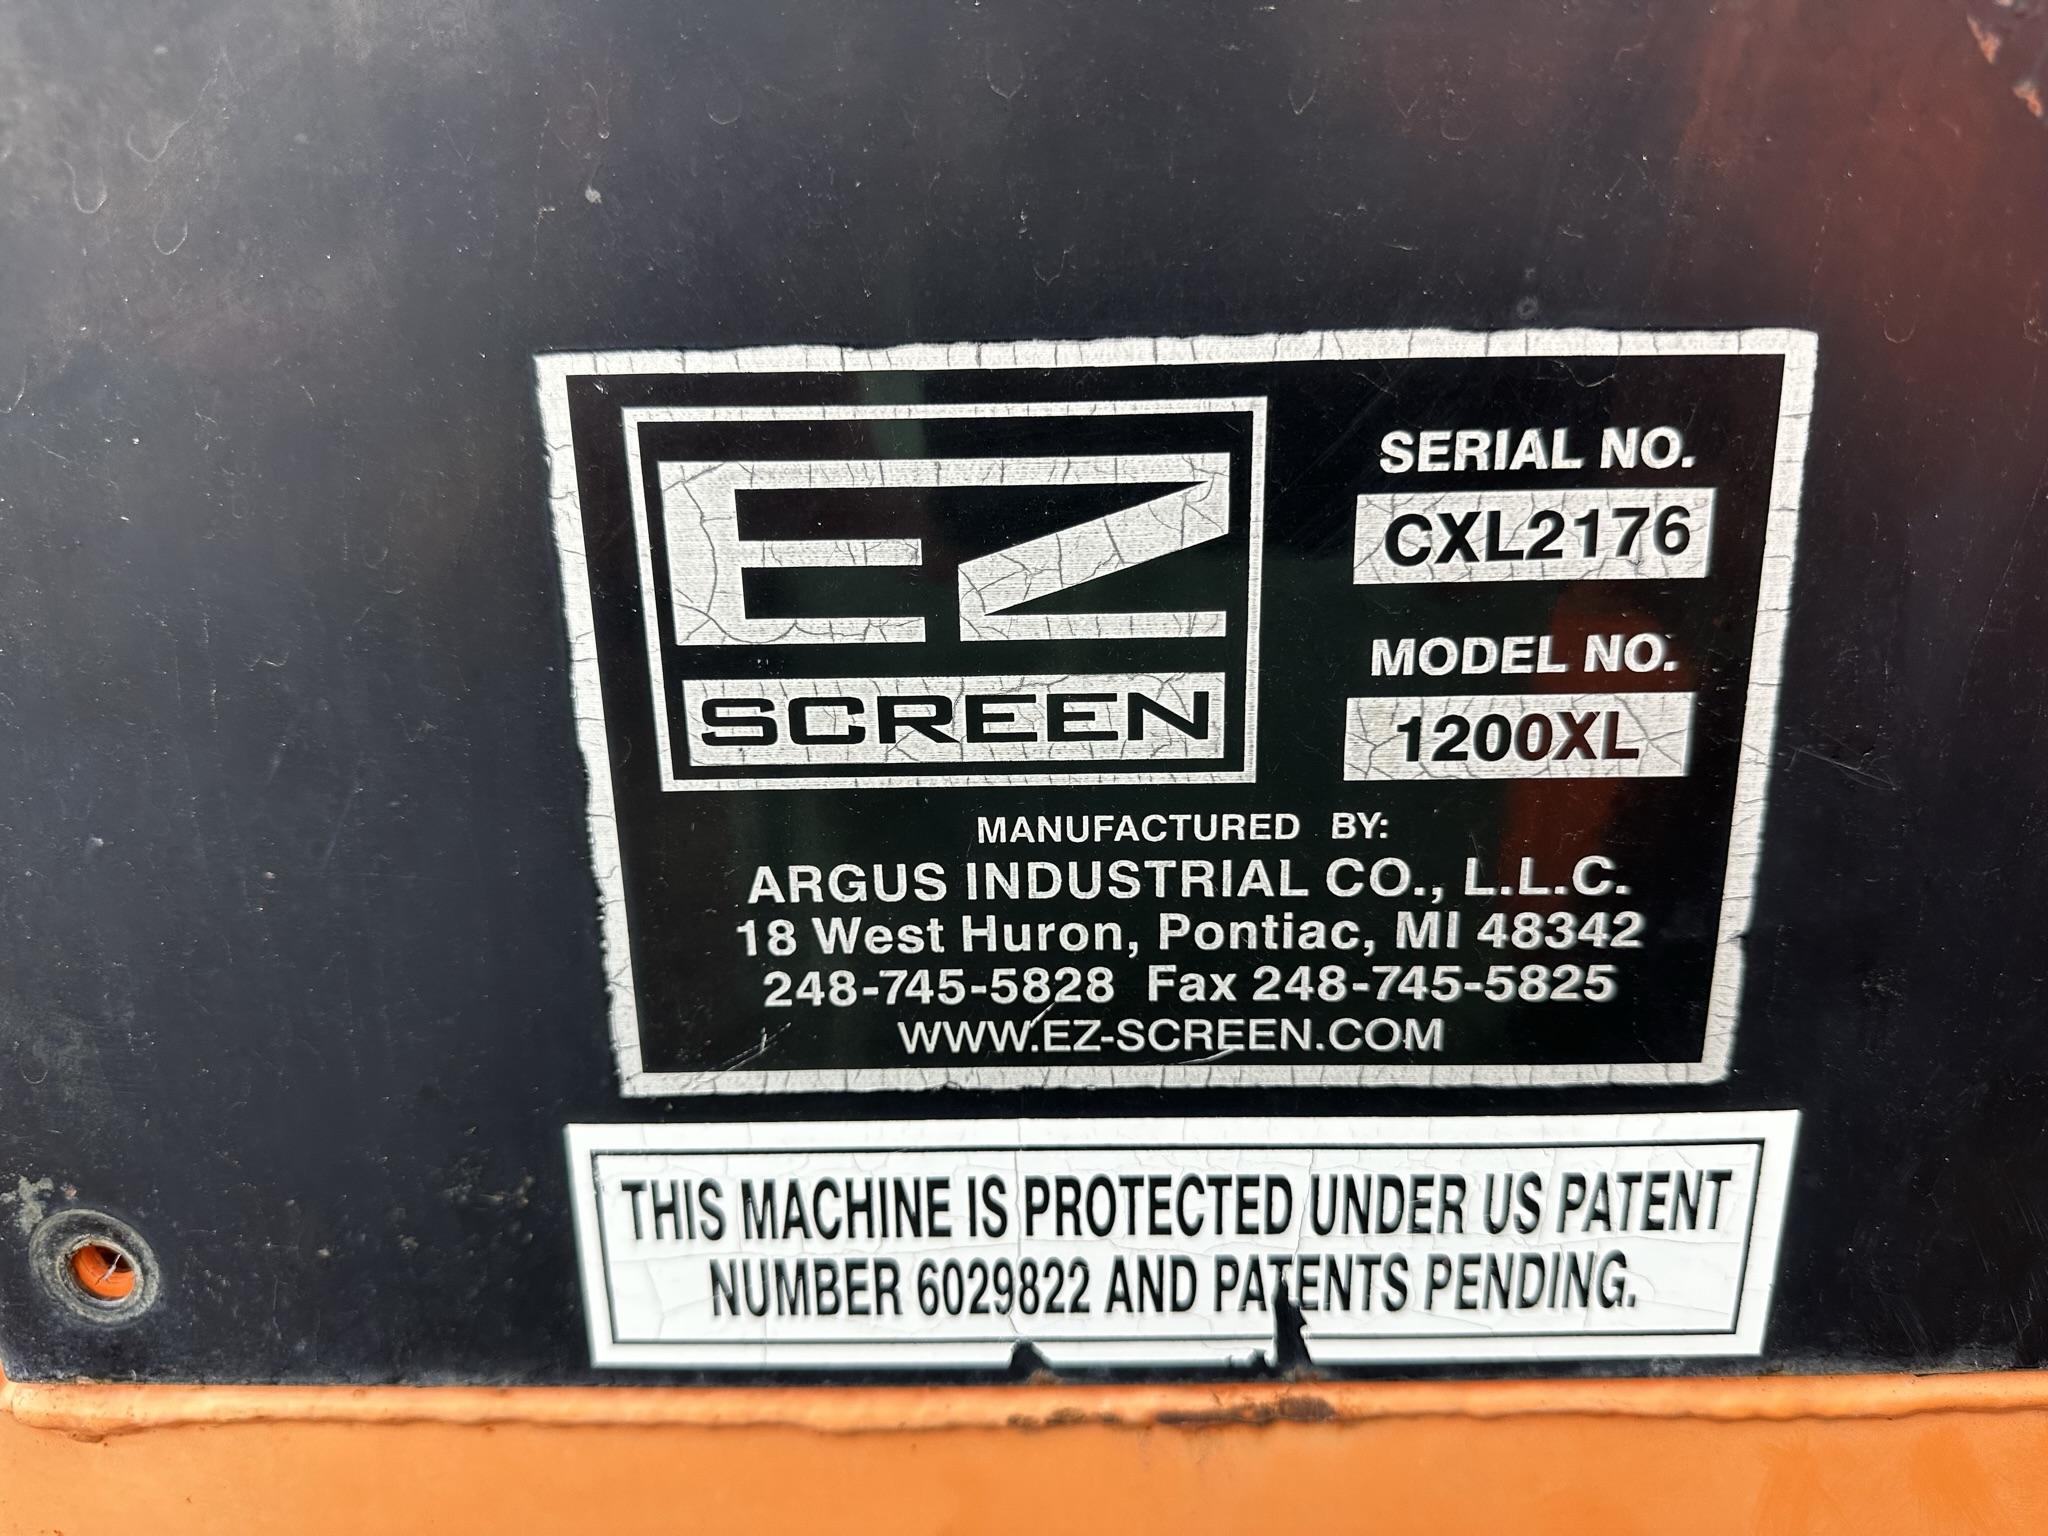 EZ
SCREEN
SERIAL NO.
CXL2176
MODEL NO.
1200XL
MANUFACTURED BY:
ARGUS INDUSTRIAL CO., L.L.C.
18 West Huron, Pontiac, MI 48342
248-745-5828 Fax 248-745-5825
WWW.EZ-SCREEN.COM
THIS MACHINE IS PROTECTED UNDER US PATENT
NUMBER 6029822 AND PATENTS PENDING.